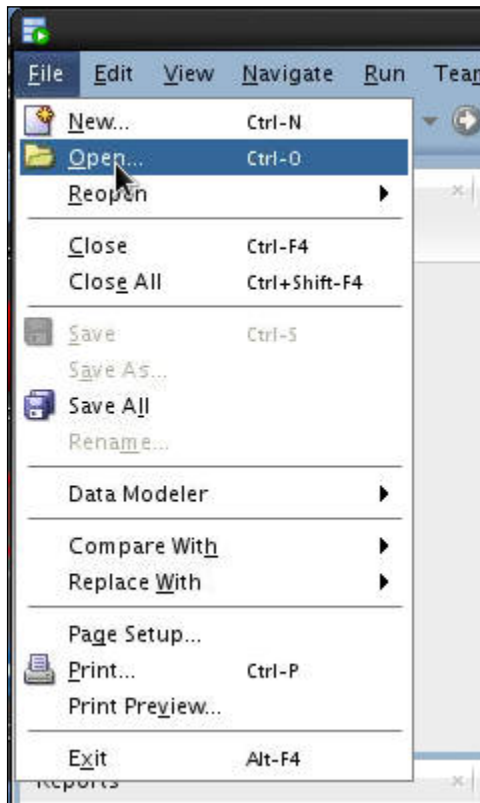 File Edit View Navigate Run Tea
New... Ctrl-N
Open... Ctrl-O
Reopen
Close Ctrl-F4
Close All Ctrl+Shift-F4
Save Ctrl-S
Save As...
Save All
Rename...
Data Modeler
Compare With
Replace With
Page Setup...
Print... Ctrl-P
Print Preview...
Exit Alt-F4
Reports